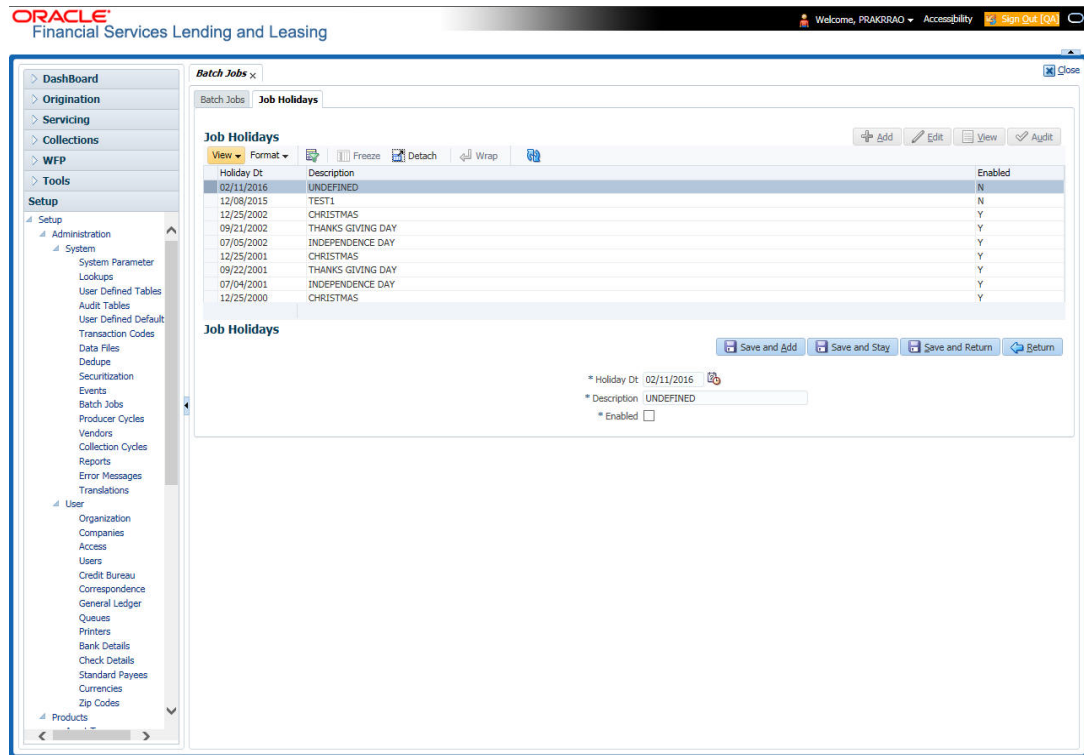 ORACLE®
Financial Services Lending and Leasing
Welcome, PRAKRRAO Accessibility Sign Out [QA]
Close
DashBoard
Origination
Servicing
Collections
WFP
Tools
Setup
Setup
Administration
System
System Parameter
Lookups
User Defined Tables
Audit Tables
User Defined Default
Transaction Codes
Data Files
Dedupe
Securitization
Events
Batch Jobs
Producer Cycles
Vendors
Collection Cycles
Reports
Error Messages
Translations
User
Organization
Companies
Access
Users
Credit Bureau
Correspondence
General Ledger
Queues
Printers
Bank Details
Check Details
Standard Payees
Currencies
Zip Codes
Products
Batch Jobs
Batch Jobs Job Holidays
Job Holidays
Add Edit View Audit
View Format Freeze Detach Wrap
Holiday Dt Description Enabled
02/11/2016 UNDEFINED N
12/08/2015 TEST1 N
12/25/2002 CHRISTMAS Y
09/21/2002 THANKS GIVING DAY Y
07/05/2002 INDEPENDENCE DAY Y
12/25/2001 CHRISTMAS Y
09/22/2001 THANKS GIVING DAY Y
07/04/2001 INDEPENDENCE DAY Y
12/25/2000 CHRISTMAS Y
Job Holidays
Save and Add Save and Stay Save and Return Return
* Holiday Dt 02/11/2016
* Description UNDEFINED
* Enabled